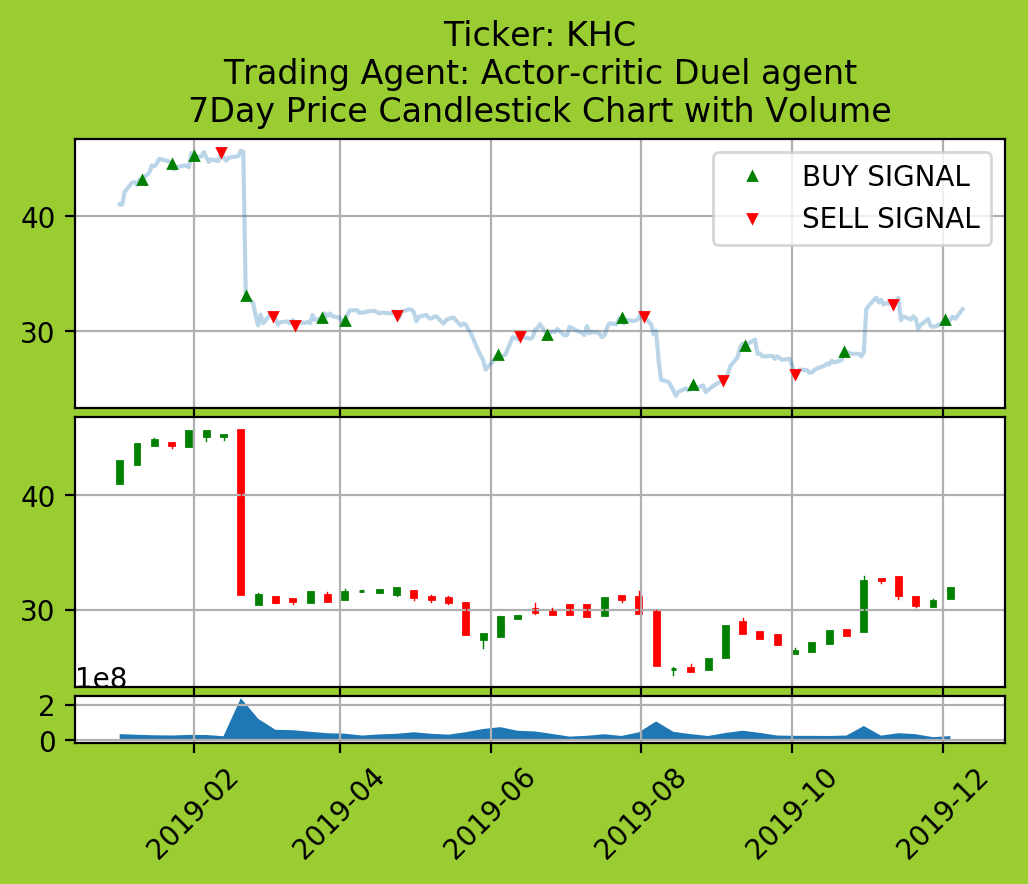 Ticker: KHC
Trading Agent: Actor-critic Duel agent
7Day Price Candlestick Chart with Volume
BUY SIGNAL
SELL SIGNAL
40
30
40
30
1e8
2
0
2019-02
2019-04
2019-06
2019-08
2019-10
2019-12